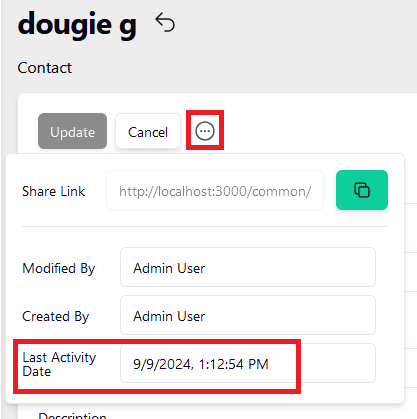 dougie g
Contact
Update Cancel
Share Link http://localhost:3000/common/
Modified By Admin User
Created By Admin User
Last Activity
Date 9/9/2024, 1:12:54 PM
Description